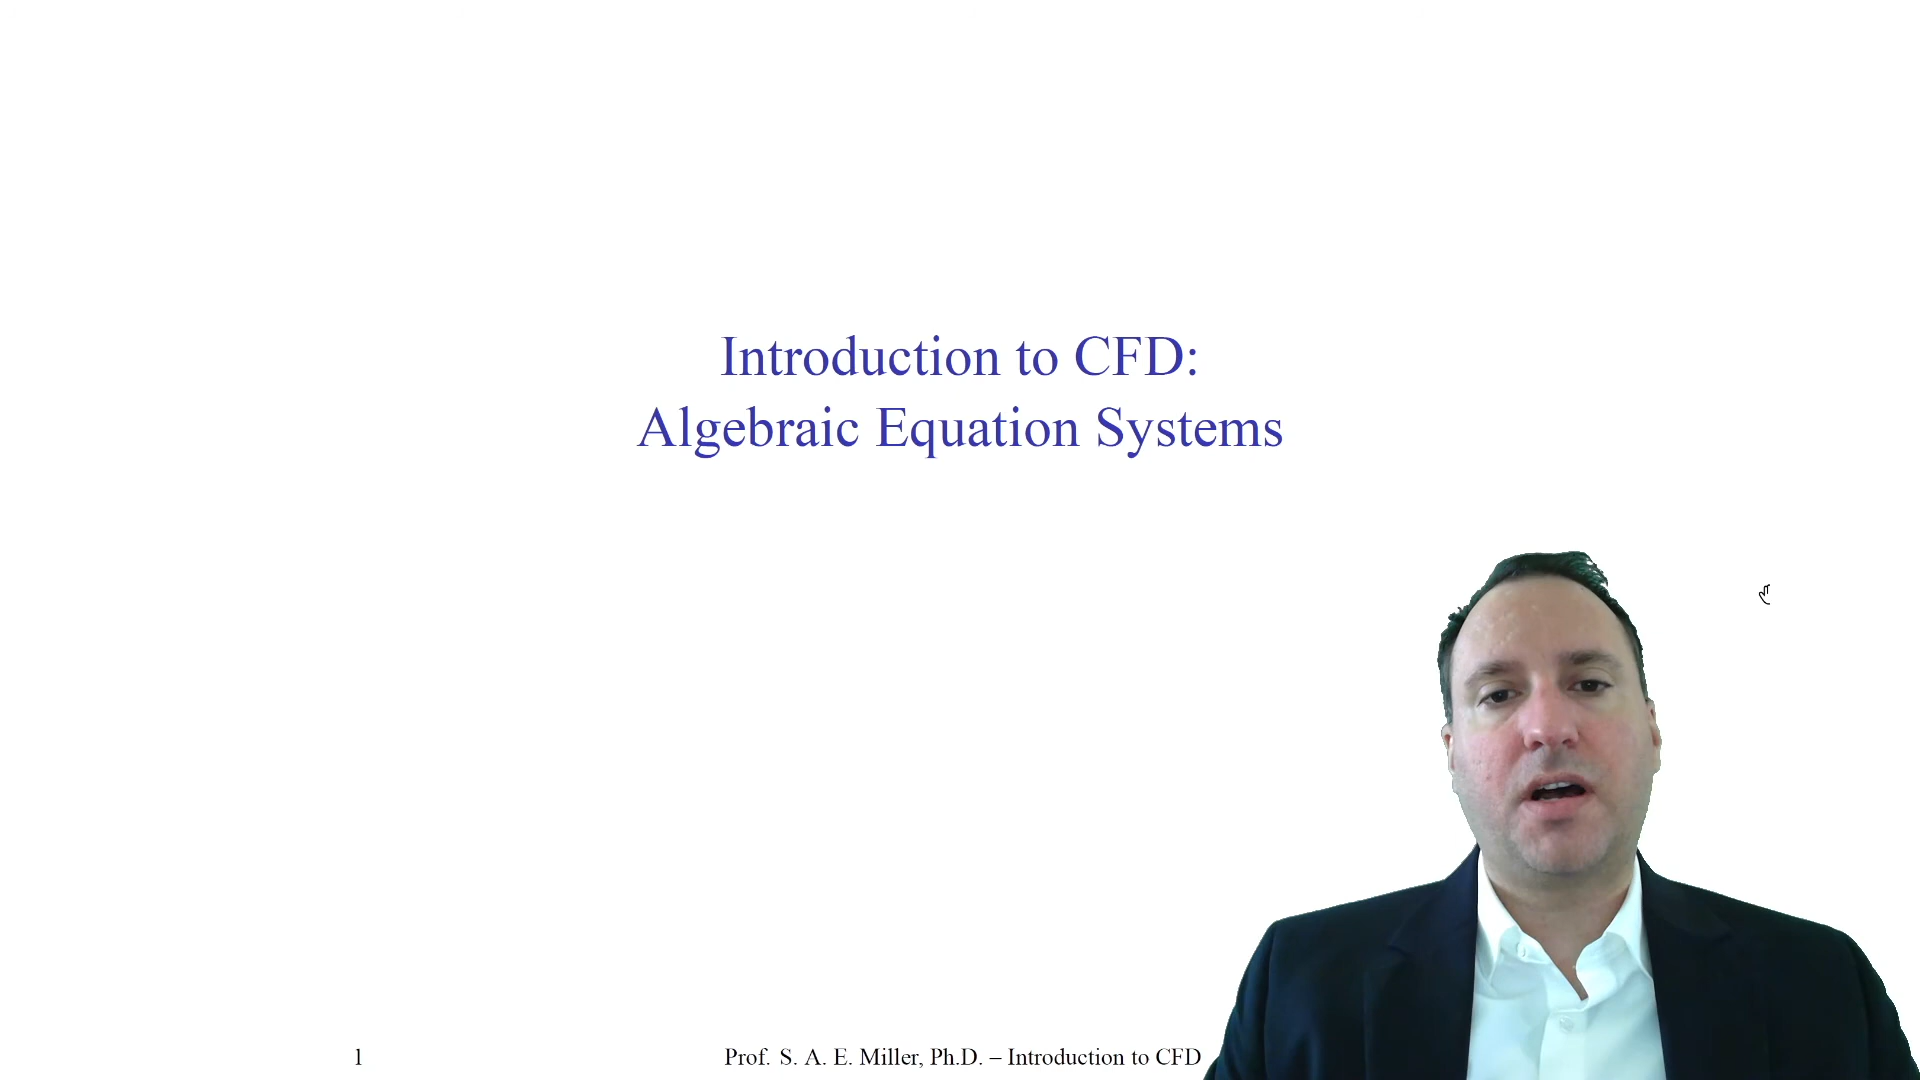 Introduction to CFD:
Algebraic Equation Systems
1
Prof. S. A. E. Miller, Ph.D. – Introduction to CFD